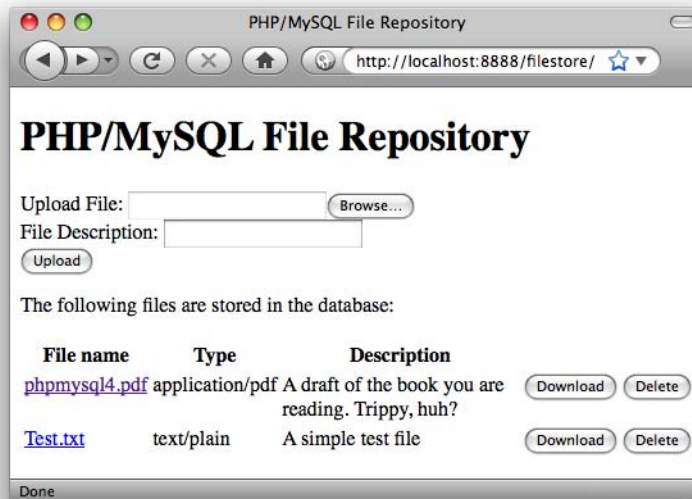 PHP/MySQL File Repository
http://localhost:8888/filestore/
PHP/MySQL File Repository
Upload File: Browse...
File Description:
Upload
The following files are stored in the database:
File name Type Description
phpmysql4.pdf application/pdf A draft of the book you are Download Delete
reading. Trippy, huh?
Test.txt text/plain A simple test file Download Delete
Done